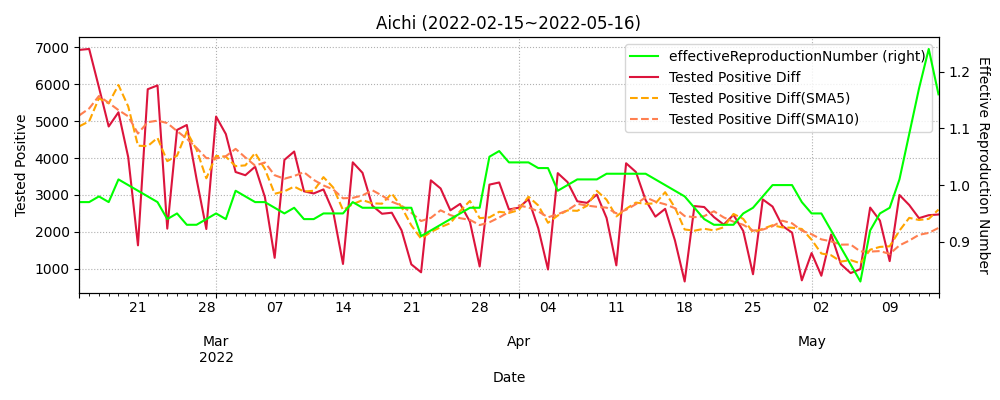 Aichi (2022-02-15~2022-05-16)
effectiveReproductionNumber (right)
Tested Positive Diff
Tested Positive Diff(SMA5)
Tested Positive Diff(SMA10)
Tested Positive
7000
6000
5000
4000
3000
2000
1000
Effective Reproduction Number
1.2
1.1
1.0
0.9
21 28 07 14 21 28 04 11 18 25 02 09
Mar Apr May
2022
Date